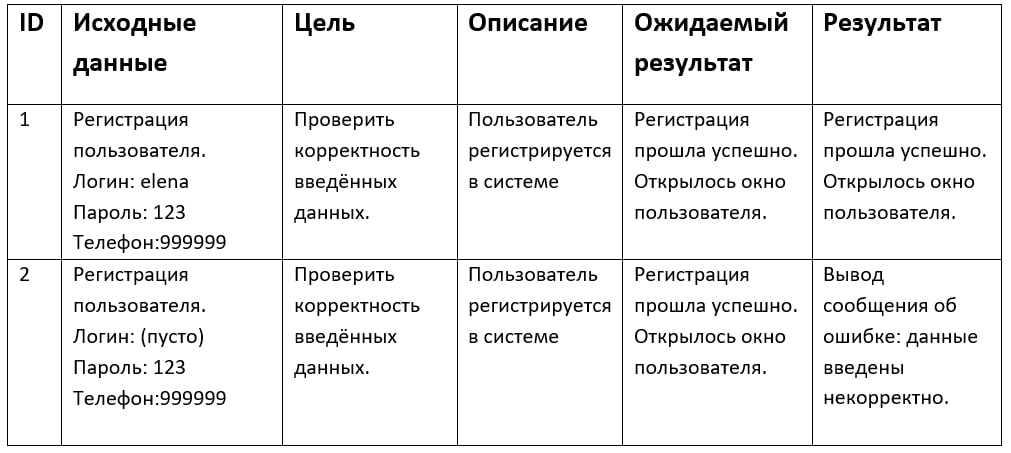 ID
Исходные
данные
Цель
Описание
Ожидаемый
результат
Результат
1
Регистрация
пользователя.
Логин: elena
Пароль: 123
Телефон:999999
Проверить
корректность
введённых
данных.
Пользователь
регистрируется
в системе
Регистрация
прошла успешно.
Открылось окно
пользователя.
Регистрация
прошла успешно.
Открылось окно
пользователя.
2
Регистрация
пользователя.
Логин: (пусто)
Пароль: 123
Телефон:999999
Проверить
корректность
введённых
данных.
Пользователь
регистрируется
в системе
Регистрация
прошла успешно.
Открылось окно
пользователя.
Вывод
сообщения об
ошибке: данные
введены
некорректно.